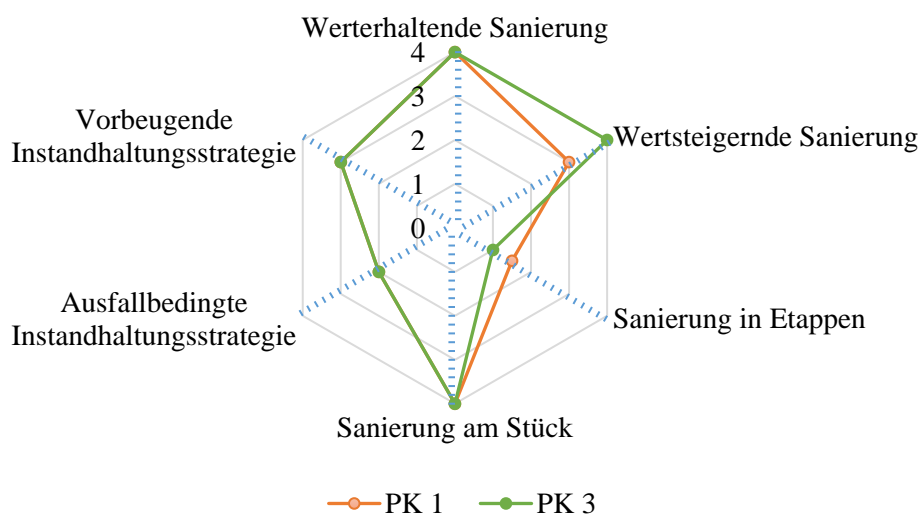 Werterhaltende Sanierung
4
3
2
1
0
Wertsteigernde Sanierung
Sanierung in Etappen
Sanierung am Stück
Ausfallbedingte
Instandhaltungsstrategie
Vorbeugende
Instandhaltungsstrategie
PK 1
PK 3